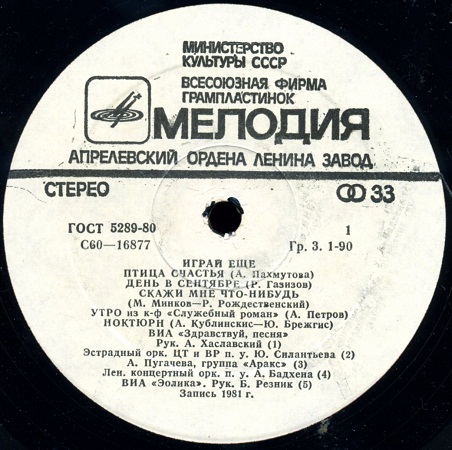 МИНИСТЕРСТВО
КУЛЬТУРЫ СССР
ВСЕСОЮЗНАЯ ФИРМА
ГРАМПЛАСТИНОК
МЕЛОДИЯ
АПРЕЛЕВСКИЙ ОРДЕНА ЛЕНИНА ЗАВОД
СТЕРЕО 33
ГОСТ 5289-80 1
С60—16877 Гр. 3. 1-90
ИГРАЙ ЕЩЕ
ПТИЦА СЧАСТЬЯ (А. Пахмутова)
ДЕНЬ В СЕНТЯБРЕ (Р. Газизов)
СКАЖИ МНЕ ЧТО-НИБУДЬ
(М. Минков—Р. Рождественский)
УТРО из к-ф «Служебный роман» (А. Петров)
НОКТЮРН (А. Кублинскис—Ю. Брежгис)
ВИА «Здравствуй, песня»
Рук. А. Хаславский (1)
Эстрадный орк. ЦТ и ВР п. у. Ю. Силантьева (2)
А. Пугачева, группа «Аракс» (3)
Лен. концертный орк. п. у. А. Бадхена (4)
ВИА «Эолика». Рук. Б. Резник (5)
Запись 1981 г.